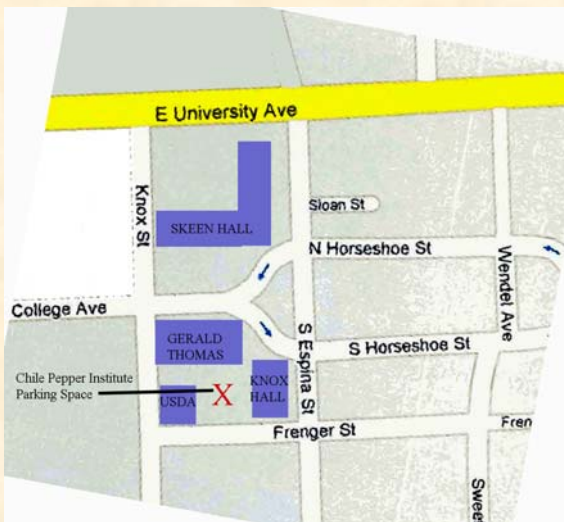 E University Ave
Knox St
Sloan St
SKEEN HALL
N Horseshoe St
Wendel Ave
College Ave
GERALD
THOMAS
S Espina St
S Horseshoe St
Chile Pepper Institute
Parking Space
USDA
X
KNOX
HALL
Frenger St
Fren
Swee